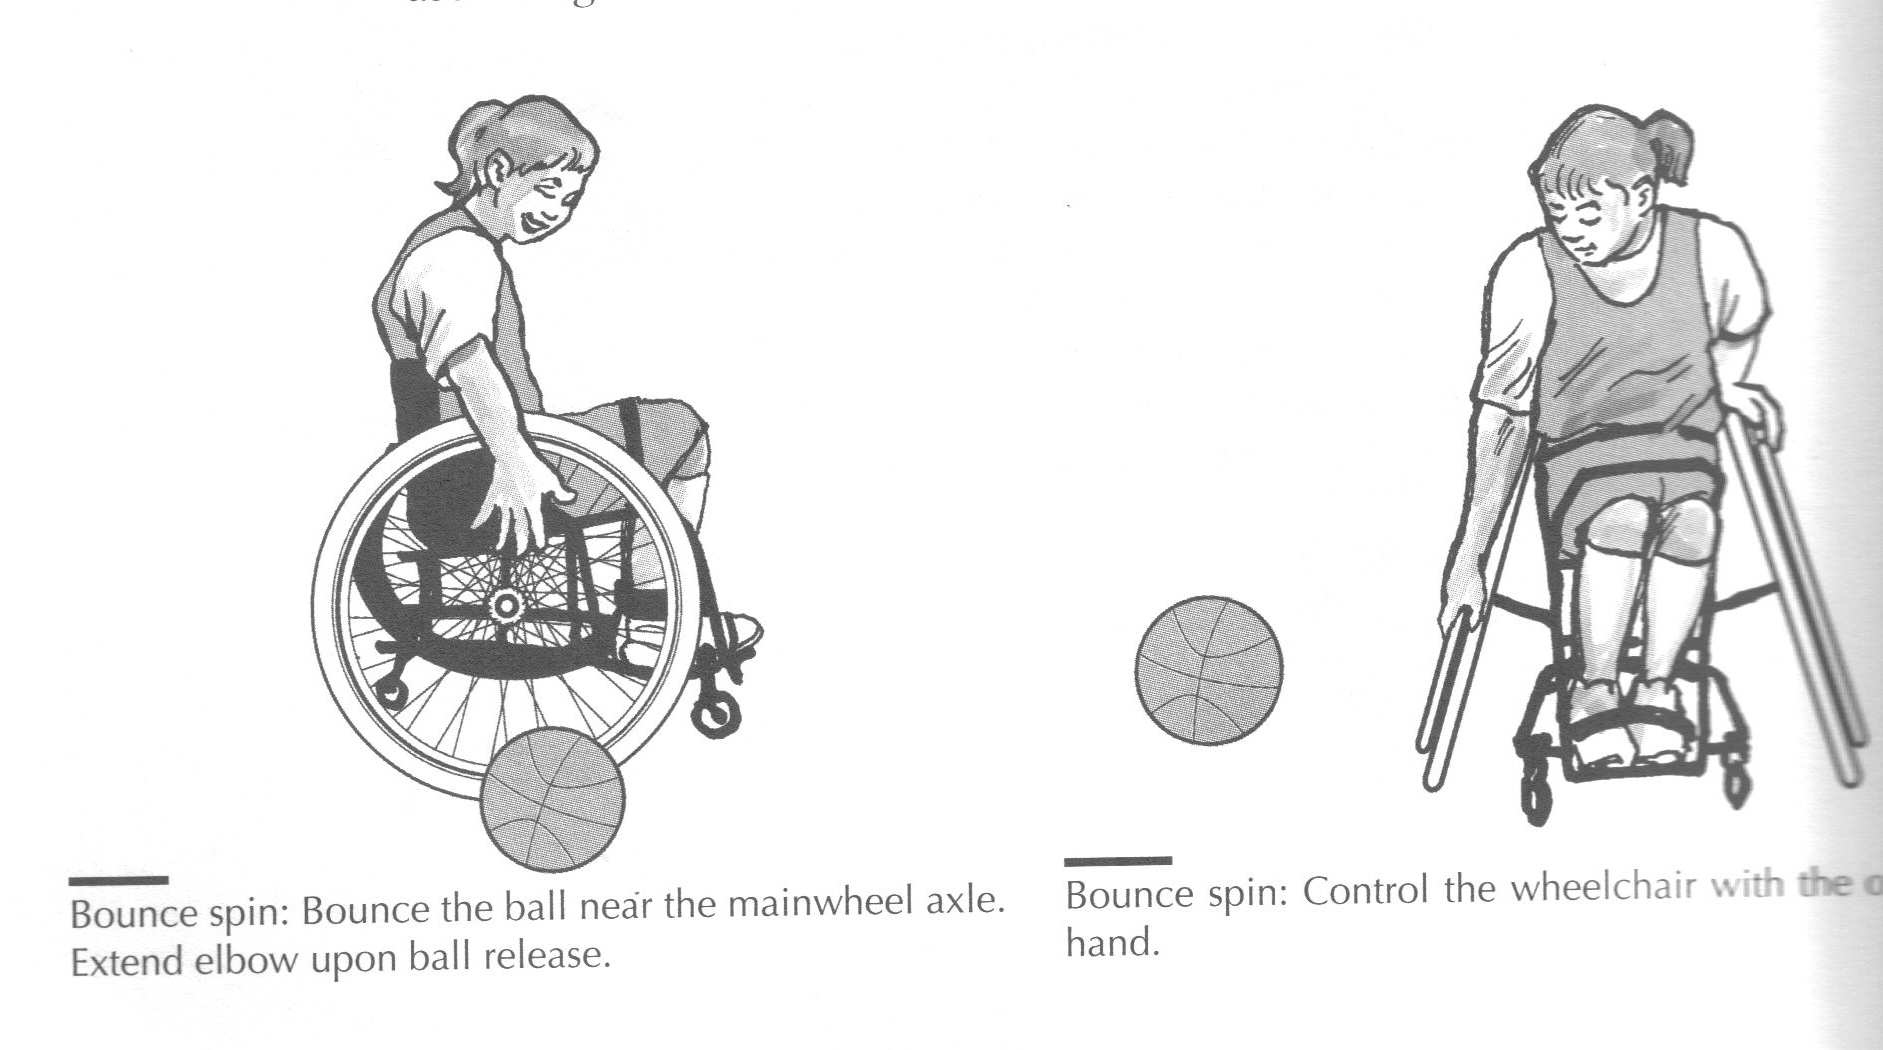 Bounce spin: Bounce the ball near the mainwheel axle.
Extend elbow upon ball release.
Bounce spin: Control the wheelchair with the
hand.